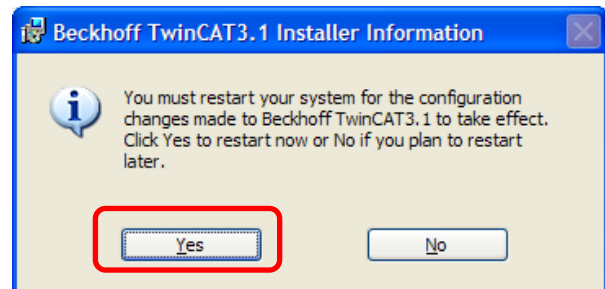 Beckhoff TwinCAT3.1 Installer Information
You must restart your system for the configuration
changes made to Beckhoff TwinCAT3.1 to take effect.
Click Yes to restart now or No if you plan to restart
later.
Yes
No